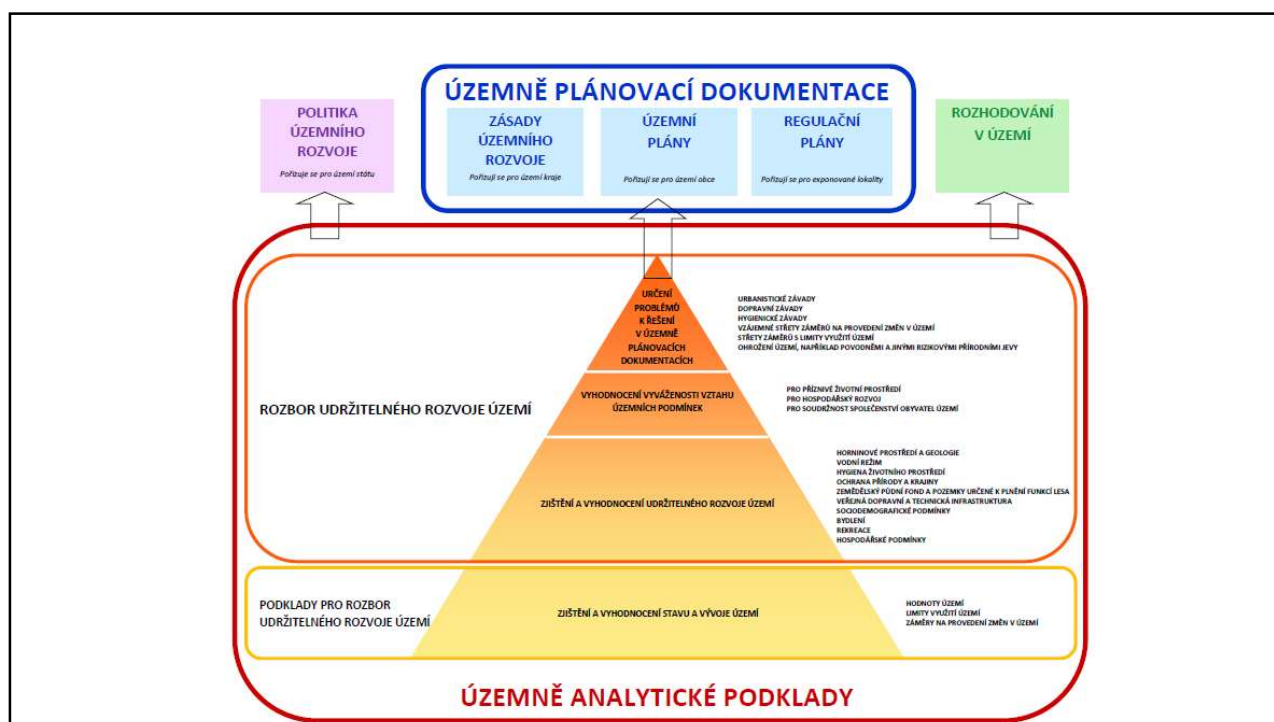 ÚZEMNĚ PLÁNOVACÍ DOKUMENTACE
POLITIKA
ÚZEMNÍHO
ROZVOJE
Pořizuje se pro území státu
ZÁSADY
ÚZEMNÍHO
ROZVOJE
Pořizují se pro území kraje
ÚZEMNÍ
PLÁNY
Pořizují se pro území obce
REGULAČNÍ
PLÁNY
Pořizují se pro exponované lokality
ROZHODOVÁNÍ
V ÚZEMÍ
ROZBOR UDRŽITELNÉHO ROZVOJE ÚZEMÍ
URČENÍ
PROBLÉMŮ
K ŘEŠENÍ
V ÚZEMNĚ
PLÁNOVACÍCH
DOKUMENTACÍCH
URBANISTICKÉ ZÁVADY
DOPRAVNÍ ZÁVADY
HYGIENICKÉ ZÁVADY
VZÁJEMNÉ STŘETY ZÁMĚRŮ NA PROVEDENÍ ZMĚN V ÚZEMÍ
STŘETY ZÁMĚRŮ S LIMITY VYUŽITÍ ÚZEMÍ
OHROŽENÍ ÚZEMÍ, NAPŘÍKLAD POVODNĚMI A JINÝMI RIZIKOVÝMI PŘÍRODNÍMI JEVY
VYHODNOCENÍ VYVÁŽENOSTI VZTAHU
ÚZEMNÍCH PODMÍNEK
PRO PŘÍZNIVÉ ŽIVOTNÍ PROSTŘEDÍ
PRO HOSPODÁŘSKÝ ROZVOJ
PRO SOUDRŽNOST SPOLEČENSTVÍ OBYVATEL ÚZEMÍ
ZJIŠTĚNÍ A VYHODNOCENÍ UDRŽITELNÉHO ROZVOJE ÚZEMÍ
HORNINOVÉ PROSTŘEDÍ A GEOLOGIE
VODNÍ REŽIM
HYGIENA ŽIVOTNÍHO PROSTŘEDÍ
OCHRANA PŘÍRODY A KRAJINY
ZEMĚDĚLSKÝ PŮDNÍ FOND A POZEMKY URČENÉ K PLNĚNÍ FUNKCÍ LESA
VEŘEJNÁ DOPRAVNÍ A TECHNICKÁ INFRASTRUKTURA
SOCIODEMOGRAFICKÉ PODMÍNKY
BYDLENÍ
REKREACE
HOSPODÁŘSKÉ PODMÍNKY
PODKLADY PRO ROZBOR
UDRŽITELNÉHO ROZVOJE ÚZEMÍ
ZJIŠTĚNÍ A VYHODNOCENÍ STAVU A VÝVOJE ÚZEMÍ
HODNOTY ÚZEMÍ
LIMITY VYUŽITÍ ÚZEMÍ
ZÁMĚRY NA PROVEDENÍ ZMĚN V ÚZEMÍ
ÚZEMNĚ ANALYTICKÉ PODKLADY